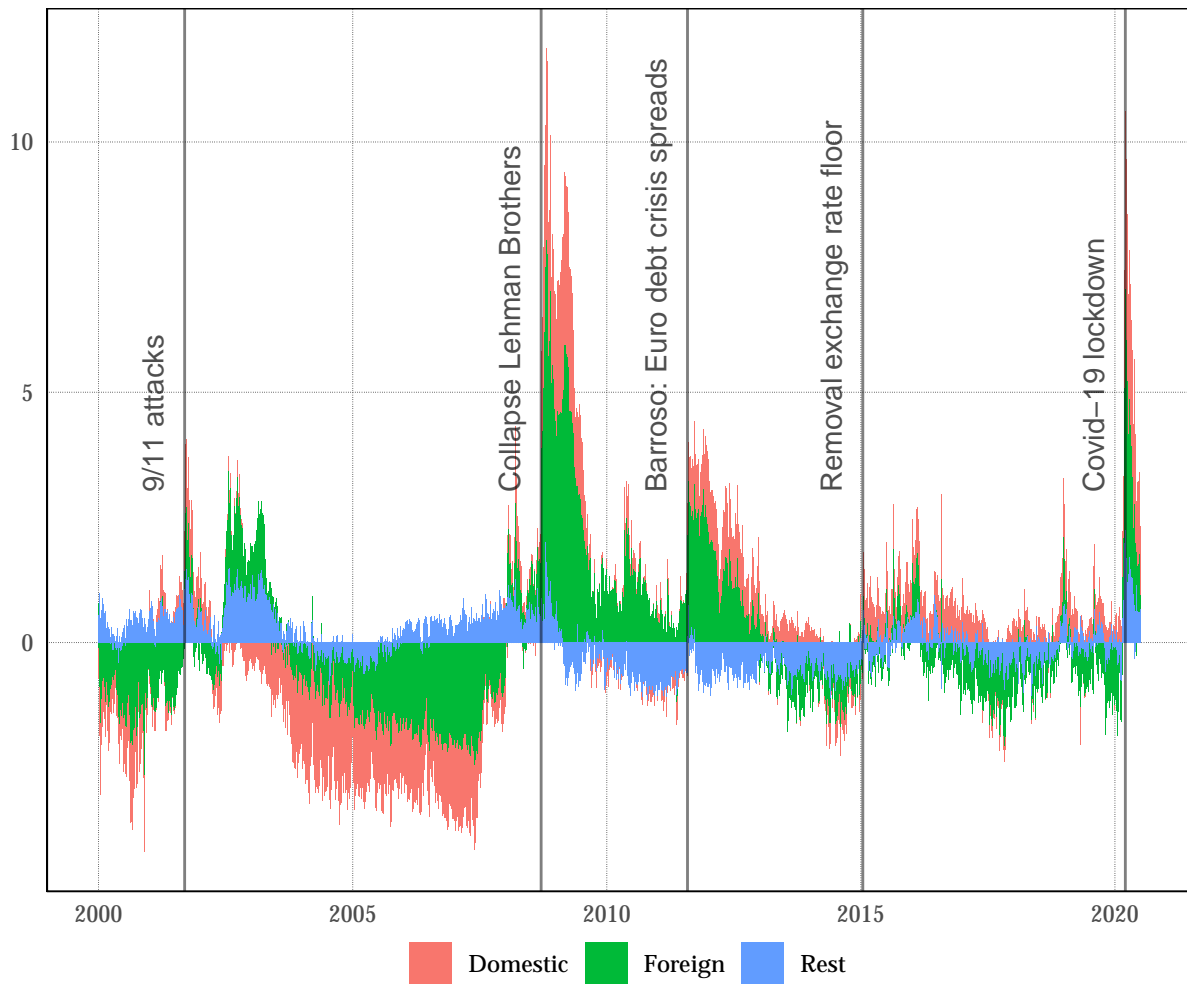 10
5
0
9/11 attacks
Collapse Lehman Brothers
Barroso: Euro debt crisis spreads
Removal exchange rate floor
Covid−19 lockdown
2000 2005 2010 2015 2020
Domestic Foreign Rest